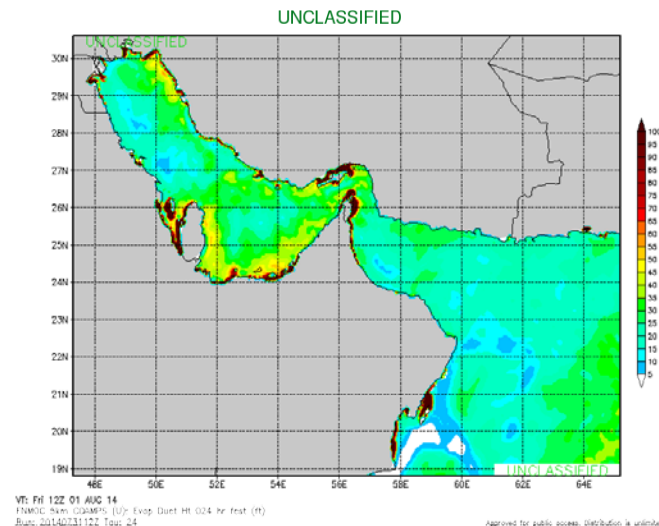 UNCLASSIFIED
UNCLASSIFIED
30N
29N
28N
27N
26N
25N
24N
23N
22N
21N
20N
19N
48E 50E 52E 54E 56E 58E 60E 62E 64E
100
95
90
85
80
75
70
65
60
55
50
45
40
35
30
25
20
15
10
5
UNCLASSIFIED
VT: Fri 12Z 01 AUG 14
FNMOC 9km COAMPS (U): Evap Duct Ht 024 hr fcst (ft)
Run: 2014073112Z Tau: 24
Approved for public access. Distribution is